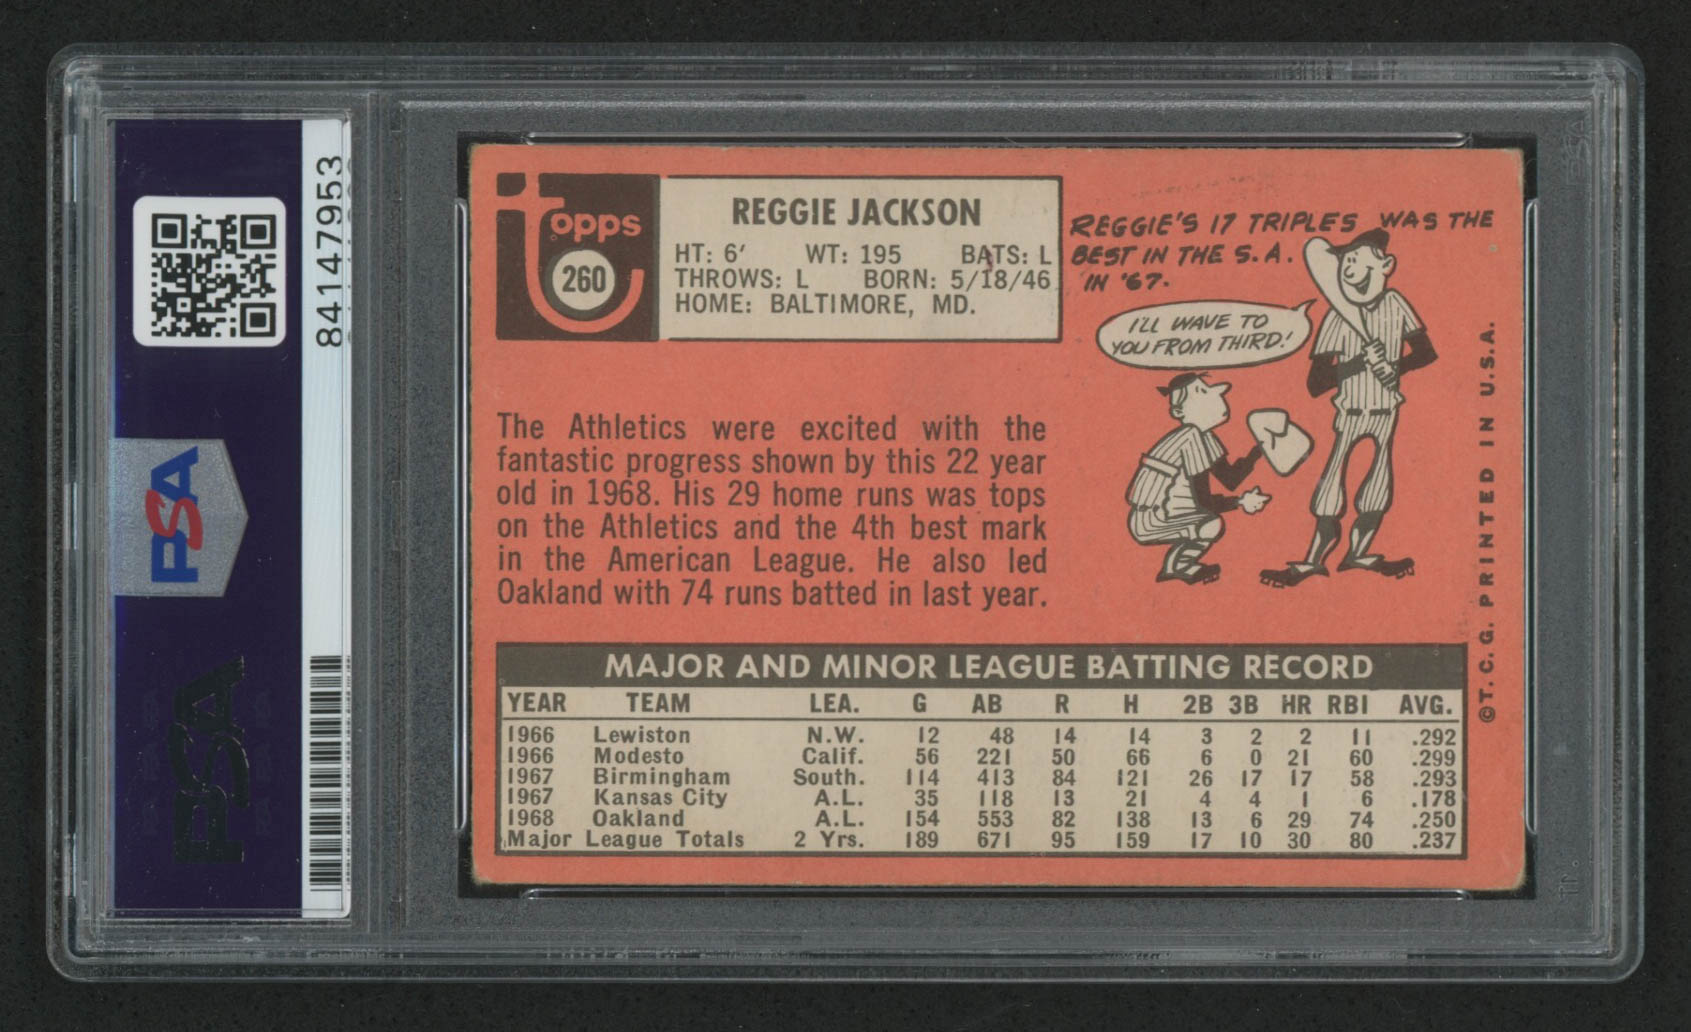 84147953
PSA
PSA
topps
260
REGGIE JACKSON
HT: 6' WT: 195 BATS: L
THROWS: L BORN: 5/18/46
HOME: BALTIMORE, MD.
REGGIE'S 17 TRIPLES WAS THE
BEST IN THE S.A.
IN '67.
I'LL WAVE TO
YOU FROM THIRD!
The Athletics were excited with the
fantastic progress shown by this 22 year
old in 1968. His 29 home runs was tops
on the Athletics and the 4th best mark
in the American League. He also led
Oakland with 74 runs batted in last year.
©T.C.G. PRINTED IN U.S.A.
MAJOR AND MINOR LEAGUE BATTING RECORD
YEAR TEAM LEA. G AB R H 2B 3B HR RBI AVG.
1966 Lewiston N.W. 12 48 14 14 3 2 2 11 .292
1966 Modesto Calif. 56 221 50 66 6 0 21 60 .299
1967 Birmingham South. 114 413 84 121 26 17 17 58 .293
1967 Kansas City A.L. 35 118 13 21 4 4 1 6 .178
1968 Oakland A.L. 154 553 82 138 13 6 29 74 .250
Major League Totals 2 Yrs. 189 671 95 159 17 10 30 80 .237